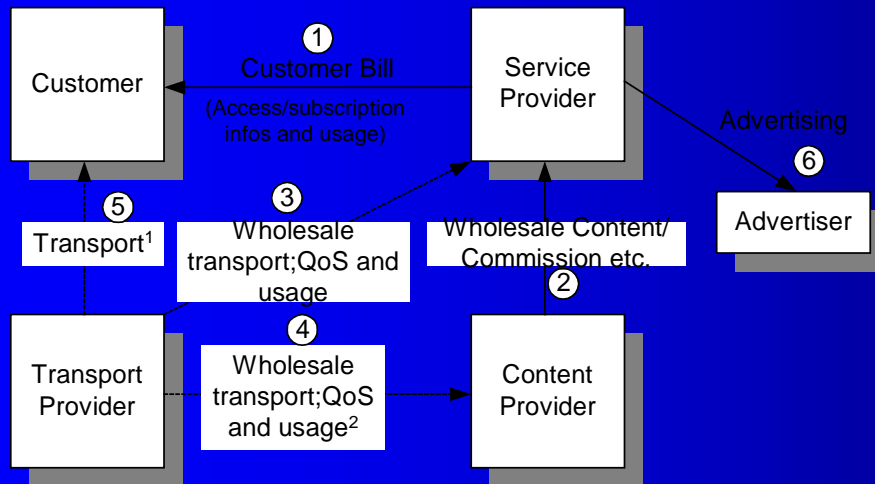 1
Customer
Customer Bill
(Access/subscription
infos and usage)
Service
Provider
Advertising
6
Advertiser
5
Transport1
3
Wholesale
transport;QoS and
usage
Wholesale Content/
Commission etc.
2
4
Wholesale
transport;QoS
and usage2
Transport
Provider
Content
Provider